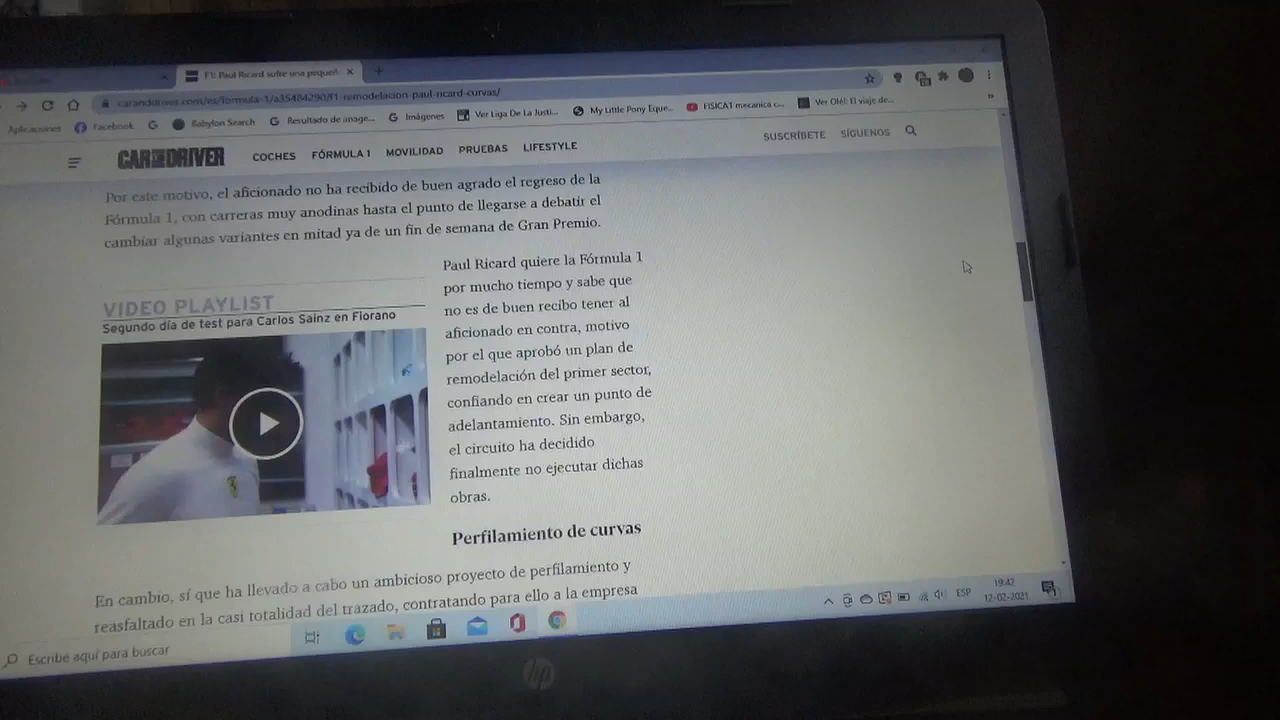 F1: Paul Ricard sufre una pequeñ
caranddriver.com/es/formula-1/a35484290/f1-remodelacion-paul-ricard-curvas/
Aplicaciones Facebook Babylon Search Resultado de image... Imágenes Ver Liga De La Justi... My Little Pony Eque... FISICA1 mecanica c... Ver Olé!: El viaje de... »
CAR AND DRIVER COCHES FÓRMULA 1 MOVILIDAD PRUEBAS LIFESTYLE SUSCRÍBETE SÍGUENOS
Por este motivo, el aficionado no ha recibido de buen agrado el regreso de la
Fórmula 1, con carreras muy anodinas hasta el punto de llegarse a debatir el
cambiar algunas variantes en mitad ya de un fin de semana de Gran Premio.
VIDEO PLAYLIST
Segundo día de test para Carlos Sainz en Fiorano
Paul Ricard quiere la Fórmula 1
por mucho tiempo y sabe que
no es de buen recibo tener al
aficionado en contra, motivo
por el que aprobó un plan de
remodelación del primer sector,
confiando en crear un punto de
adelantamiento. Sin embargo,
el circuito ha decidido
finalmente no ejecutar dichas
obras.
Perfilamiento de curvas
En cambio, sí que ha llevado a cabo un ambicioso proyecto de perfilamiento y
reasfaltado en la casi totalidad del trazado, contratando para ello a la empresa
Escribe aquí para buscar
ESP
19:42
12-02-2021
hp